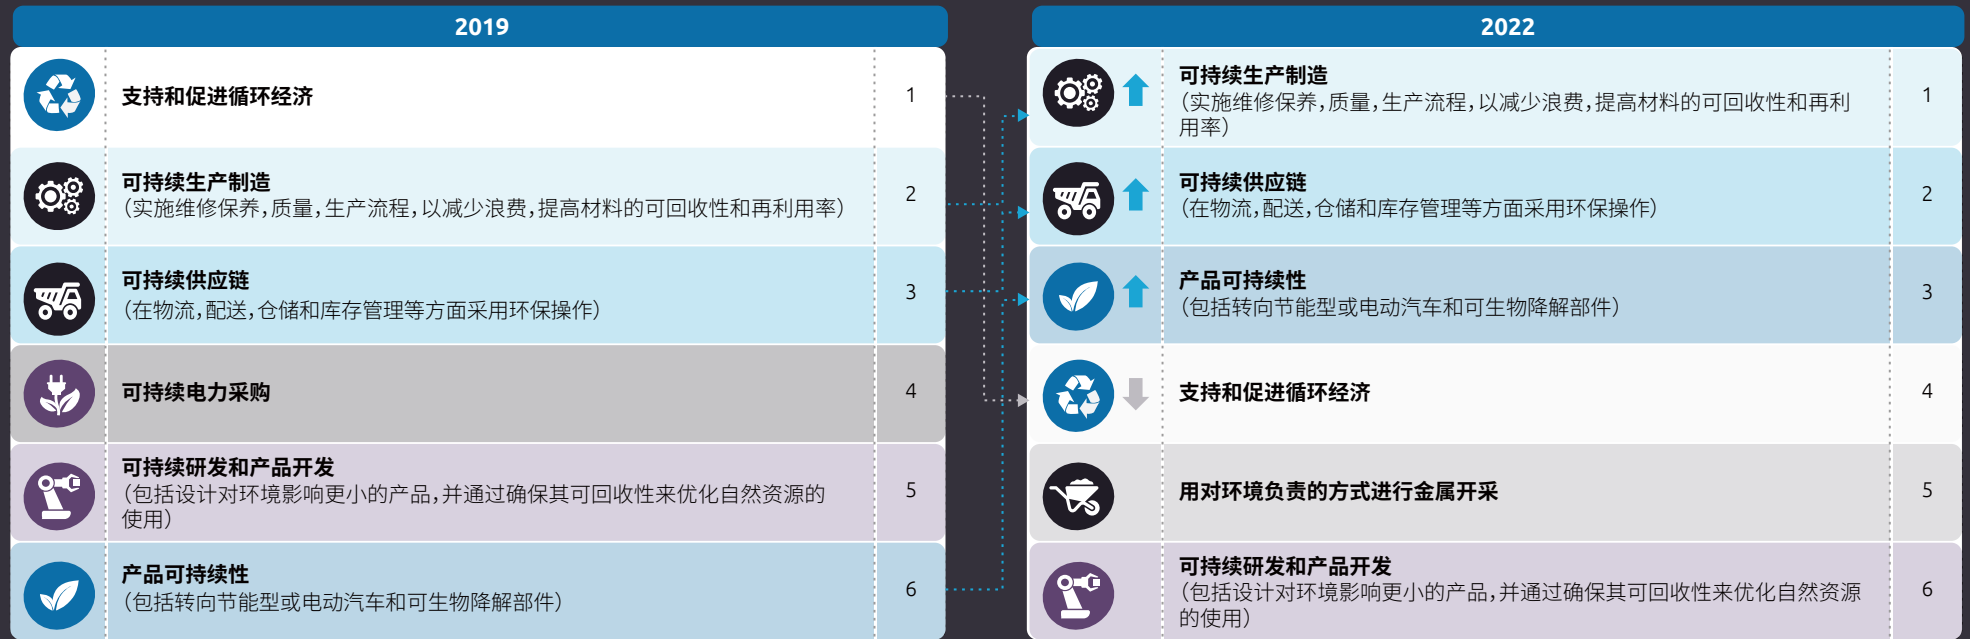 2019
支持和促进循环经济
1
可持续生产制造
（实施维修保养，质量，生产流程，以减少浪费，提高材料的可回收性和再利用率）
2
可持续供应链
（在物流，配送，仓储和库存管理等方面采用环保操作）
3
可持续电力采购
4
可持续研发和产品开发
（包括设计对环境影响更小的产品，并通过确保其可回收性来优化自然资源的
使用）
5
产品可持续性
（包括转向节能型或电动汽车和可生物降解部件）
6
2022
可持续生产制造
（实施维修保养，质量，生产流程，以减少浪费，提高材料的可回收性和再利
用率）
1
可持续供应链
（在物流，配送，仓储和库存管理等方面采用环保操作）
2
产品可持续性
（包括转向节能型或电动汽车和可生物降解部件）
3
支持和促进循环经济
4
用对环境负责的方式进行金属开采
5
可持续研发和产品开发
（包括设计对环境影响更小的产品，并通过确保其可回收性来优化自然资源
的使用）
6